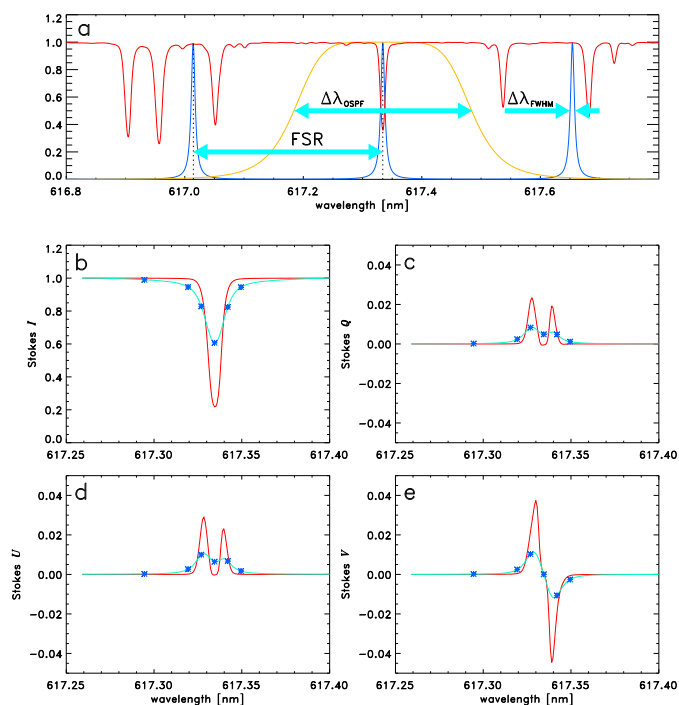 a
1.2
1.0
0.8
0.6
0.4
0.2
0.0
ΔλOSPF
ΔλFWHM
FSR
616.8 617.0 617.2 617.4 617.6
wavelength [nm]
b
1.2
1.0
0.8
0.6
0.4
0.2
0.0
Stokes I
617.25 617.30 617.35 617.40
c
0.04
0.02
0.00
−0.02
−0.04
Stokes Q
617.25 617.30 617.35 617.40
d
0.04
0.02
0.00
−0.02
−0.04
Stokes U
617.25 617.30 617.35 617.40
wavelength [nm]
e
0.04
0.02
0.00
−0.02
−0.04
Stokes V
617.25 617.30 617.35 617.40
wavelength [nm]